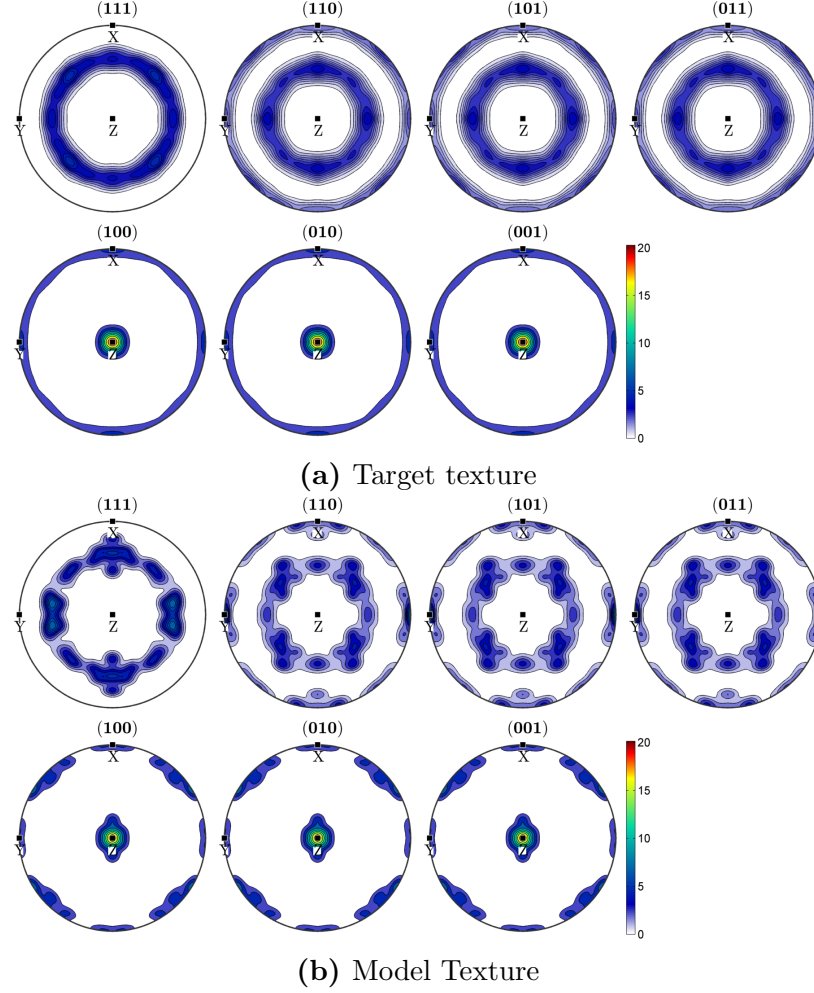 (111) (110) (101) (011)
X X X X
Y Z Y Z Y Z Y Z
(100) (010) (001)
X X X
Y Z Y Z Y Z
20
15
10
5
0
(a) Target texture
(111) (110) (101) (011)
X X X X
Y Z Y Z Y Z Y Z
(100) (010) (001)
X X X
Y Z Y Z Y Z
20
15
10
5
0
(b) Model Texture